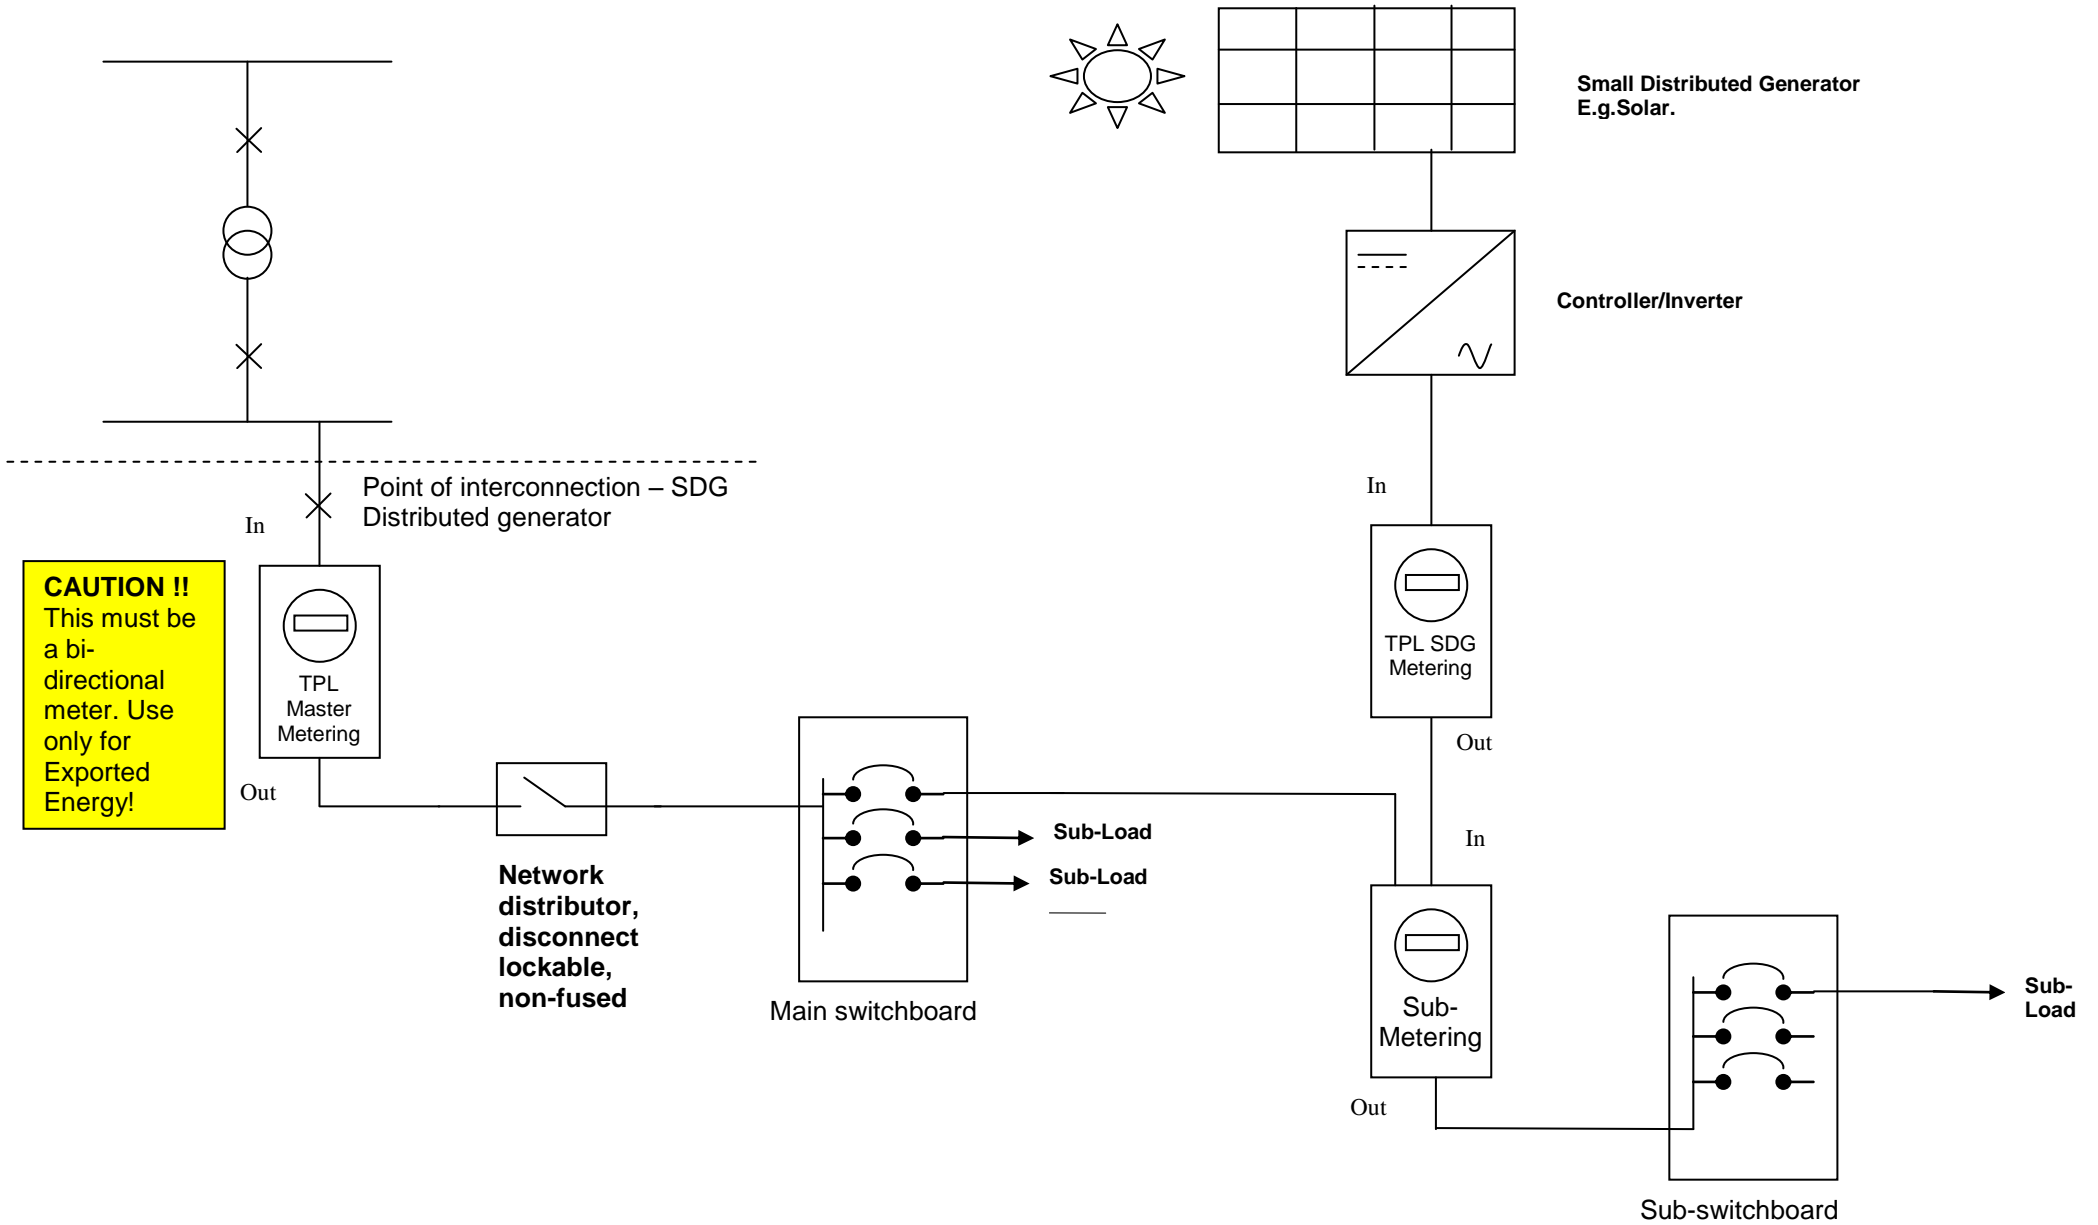 Small Distributed Generator
E.g.Solar.
Controller/Inverter
Point of interconnection – SDG
Distributed generator
In
In
CAUTION !!
This must be
a bi-
directional
meter. Use
only for
Exported
Energy!
TPL
Master
Metering
Out
TPL SDG
Metering
Out
In
Sub-Load
Sub-Load
Network
distributor,
disconnect
lockable,
non-fused
Main switchboard
Sub-
Metering
Out
Sub-
Load
Sub-switchboard